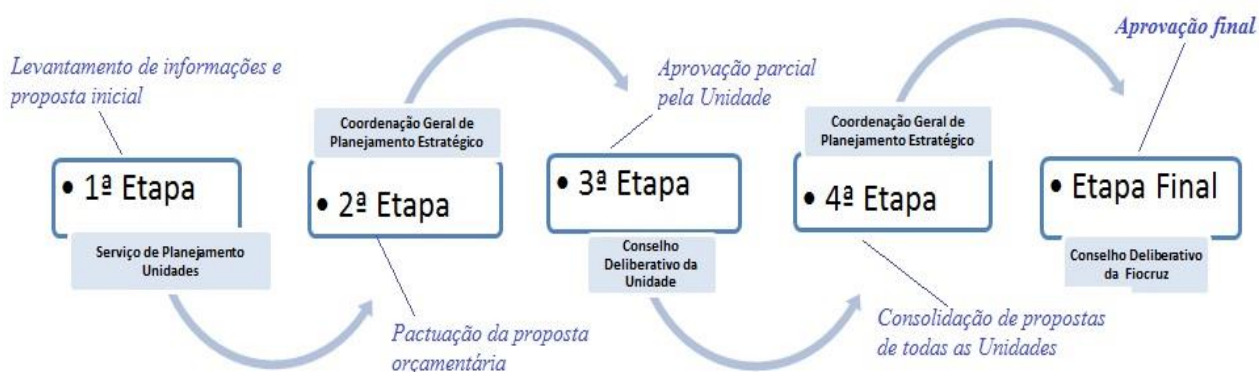 Levantamento de informações e
proposta inicial
• 1ª Etapa
Serviço de Planejamento
Unidades
Coordenação Geral de
Planejamento Estratégico
• 2ª Etapa
Pactuação da proposta
orçamentária
Aprovação parcial
pela Unidade
• 3ª Etapa
Conselho
Deliberativo da
Unidade
Coordenação Geral de
Planejamento Estratégico
• 4ª Etapa
Consolidação de propostas
de todas as Unidades
Aprovação final
• Etapa Final
Conselho Deliberativo
da Fiocruz